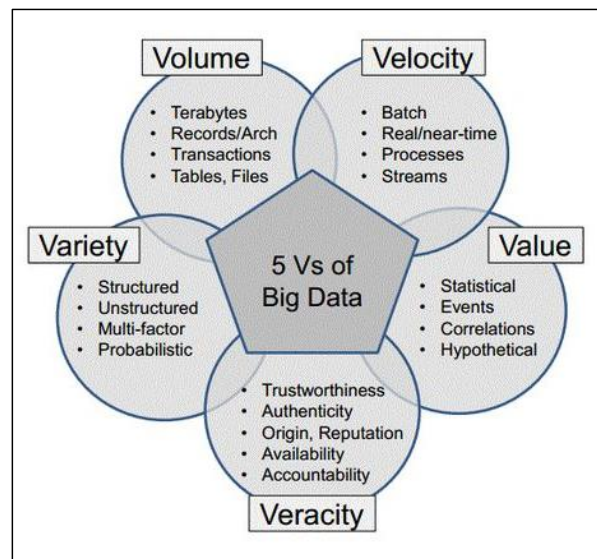 Volume
• Terabytes
• Records/Arch
• Transactions
• Tables, Files
Velocity
• Batch
• Real/near-time
• Processes
• Streams
Variety
• Structured
• Unstructured
• Multi-factor
• Probabilistic
5 Vs of
Big Data
Value
• Statistical
• Events
• Correlations
• Hypothetical
• Trustworthiness
• Authenticity
• Origin, Reputation
• Availability
• Accountability
Veracity